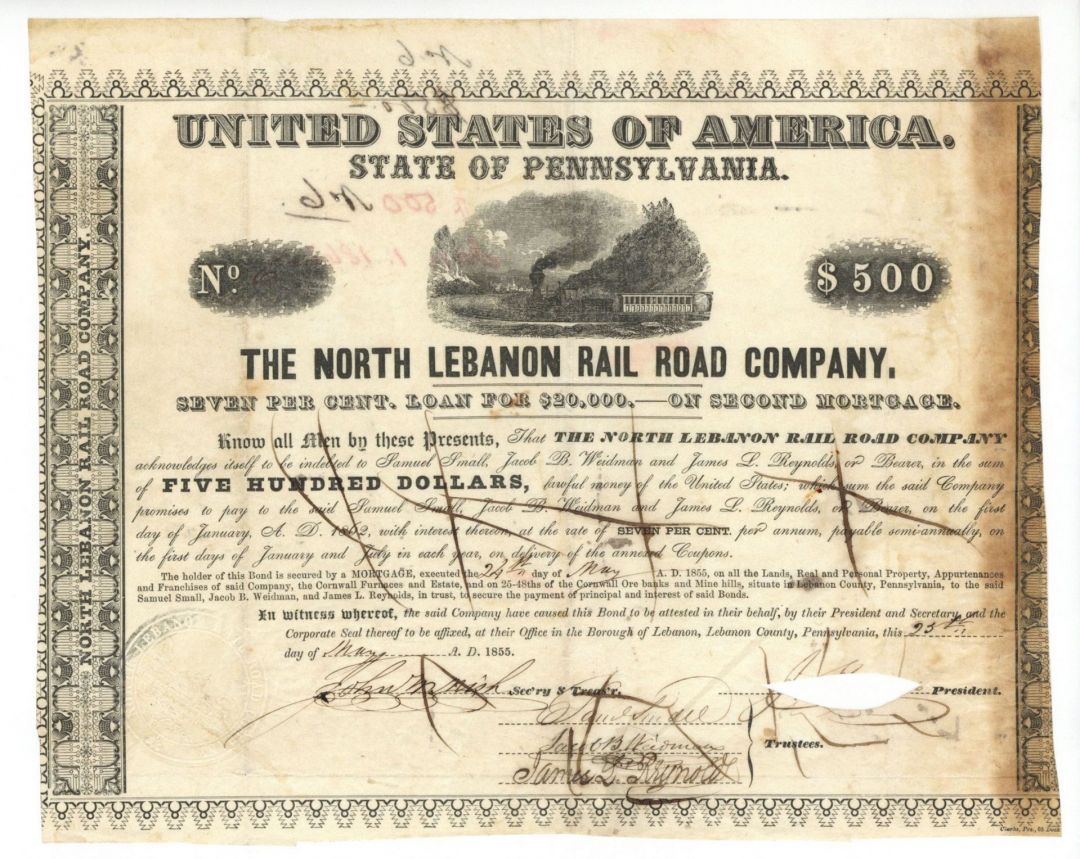 UNITED STATES OF AMERICA.
STATE OF PENNSYLVANIA.
No 6
500
No.
$500
THE NORTH LEBANON RAIL ROAD COMPANY.
SEVEN PER CENT. LOAN FOR $20,000.—ON SECOND MORTGAGE.
Know all Men by these Presents, That THE NORTH LEBANON RAIL ROAD COMPANY
acknowledges itself to be indebted to Samuel Small, Jacob B. Weidman and James L. Reynolds, or Bearer, in the sum
of FIVE HUNDRED DOLLARS, lawful money of the United States; which sum the said Company
promises to pay to the said Samuel Small, Jacob B. Weidman and James L. Reynolds, or Bearer, on the first
day of January, A. D. 1862, with interest thereon, at the rate of SEVEN PER CENT. per annum, payable semi-annually, on
the first days of January and July in each year, on delivery of the annexed Coupons.
The holder of this Bond is secured by a MORTGAGE, executed the 24th day of May A. D. 1855, on all the Lands, Real and Personal Property, Appurtenances
and Franchises of said Company, the Cornwall Furnaces and Estate, and on 25-48ths of the Cornwall Ore banks and Mine hills, situate in Lebanon County, Pennsylvania, to the said
Samuel Small, Jacob B. Weidman, and James L. Reynolds, in trust, to secure the payment of principal and interest of said Bonds.
In witness whereof, the said Company have caused this Bond to be attested in their behalf, by their President and Secretary, and the
Corporate Seal thereof to be affixed, at their Office in the Borough of Lebanon, Lebanon County, Pennsylvania, this 25th
day of May A. D. 1855.
Sec'ry & Treas'r.
President.
Sam Small
Jacob B Weidman
James L. Reynolds
Trustees.
NORTH LEBANON RAIL ROAD COMPANY.
LEBANON